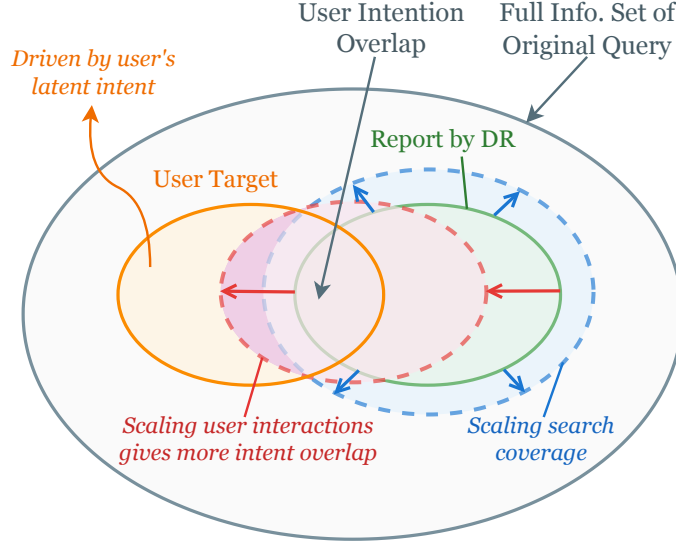 User Intention
Overlap
Full Info. Set of
Original Query
Driven by user's
latent intent
Report by DR
User Target
Scaling user interactions
gives more intent overlap
Scaling search
coverage